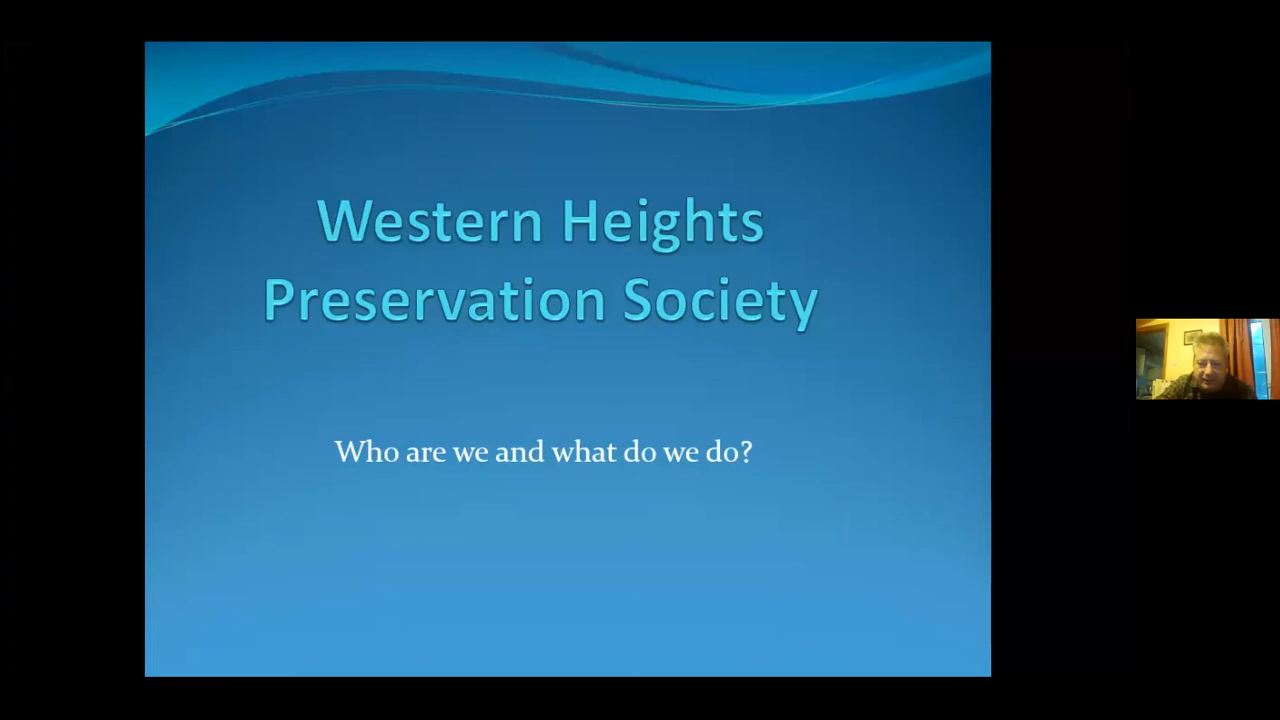 Western Heights
Preservation Society
Who are we and what do we do?